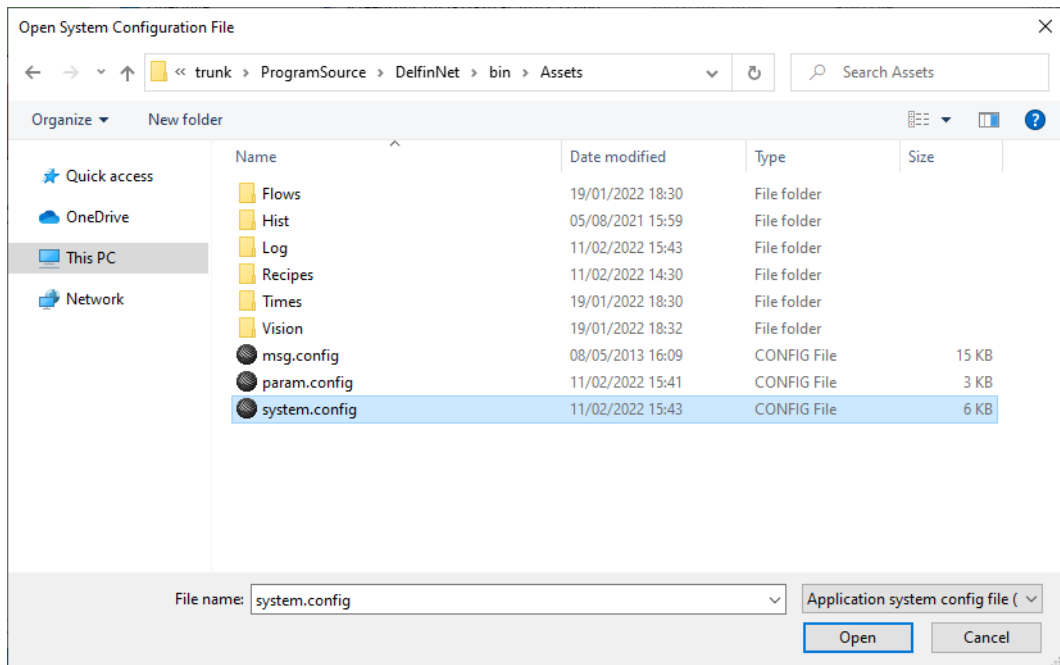 Open System Configuration File
« trunk › ProgramSource › DelfinNet › bin › Assets
Search Assets
Organize
New folder
Name Date modified Type Size
Quick access
OneDrive
This PC
Network
Flows 19/01/2022 18:30 File folder
Hist 05/08/2021 15:59 File folder
Log 11/02/2022 15:43 File folder
Recipes 11/02/2022 14:30 File folder
Times 19/01/2022 18:30 File folder
Vision 19/01/2022 18:32 File folder
msg.config 08/05/2013 16:09 CONFIG File 15 KB
param.config 11/02/2022 15:41 CONFIG File 3 KB
system.config 11/02/2022 15:43 CONFIG File 6 KB
File name: system.config
Application system config file (
Open Cancel